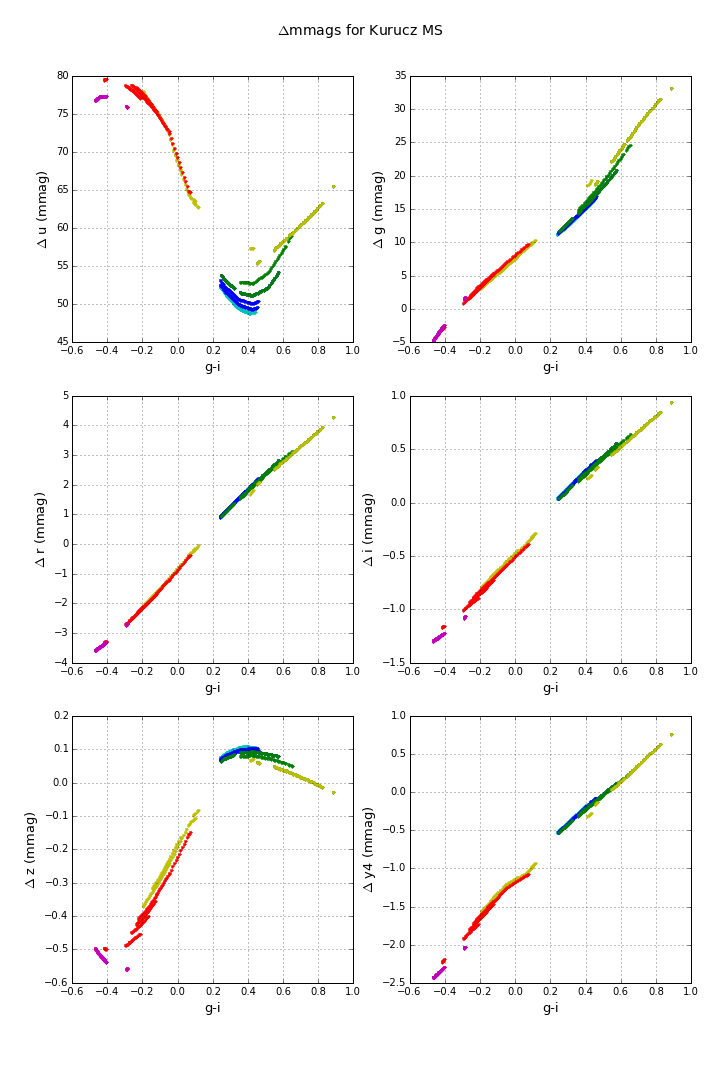 Δmmags for Kurucz MS
80
75
70
65
60
55
50
45
Δ u (mmag)
−0.6 −0.4 −0.2 0.0 0.2 0.4 0.6 0.8 1.0
g-i
35
30
25
20
15
10
5
0
−5
Δ g (mmag)
−0.6 −0.4 −0.2 0.0 0.2 0.4 0.6 0.8 1.0
g-i
5
4
3
2
1
0
−1
−2
−3
−4
Δ r (mmag)
−0.6 −0.4 −0.2 0.0 0.2 0.4 0.6 0.8 1.0
g-i
1.0
0.5
0.0
−0.5
−1.0
−1.5
Δ i (mmag)
−0.6 −0.4 −0.2 0.0 0.2 0.4 0.6 0.8 1.0
g-i
0.2
0.1
0.0
−0.1
−0.2
−0.3
−0.4
−0.5
−0.6
Δ z (mmag)
−0.6 −0.4 −0.2 0.0 0.2 0.4 0.6 0.8 1.0
g-i
1.0
0.5
0.0
−0.5
−1.0
−1.5
−2.0
−2.5
Δ y4 (mmag)
−0.6 −0.4 −0.2 0.0 0.2 0.4 0.6 0.8 1.0
g-i